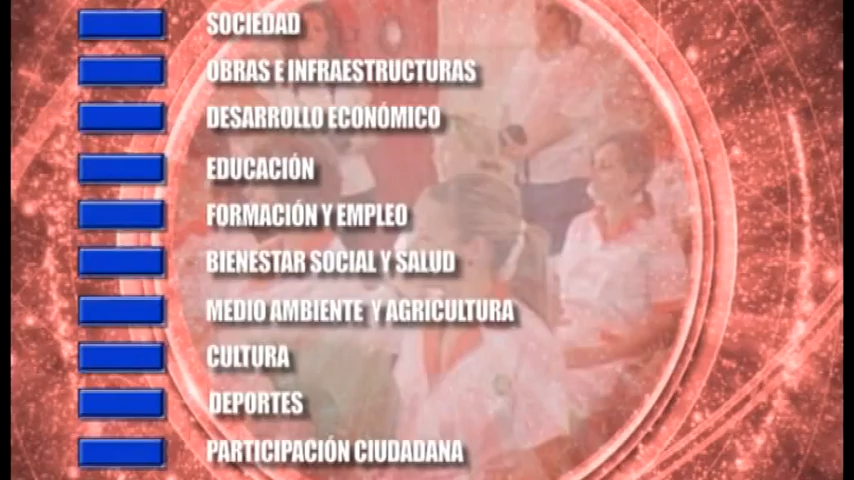 SOCIEDAD
OBRAS E INFRAESTRUCTURAS
DESARROLLO ECONÓMICO
EDUCACIÓN
FORMACIÓN Y EMPLEO
BIENESTAR SOCIAL Y SALUD
MEDIO AMBIENTE Y AGRICULTURA
CULTURA
DEPORTES
PARTICIPACIÓN CIUDADANA